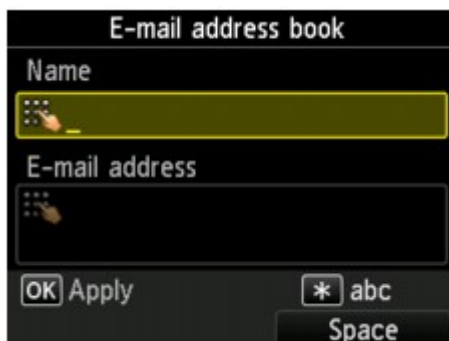 E-mail address book
Name
_
E-mail address
OK Apply
* abc
Space